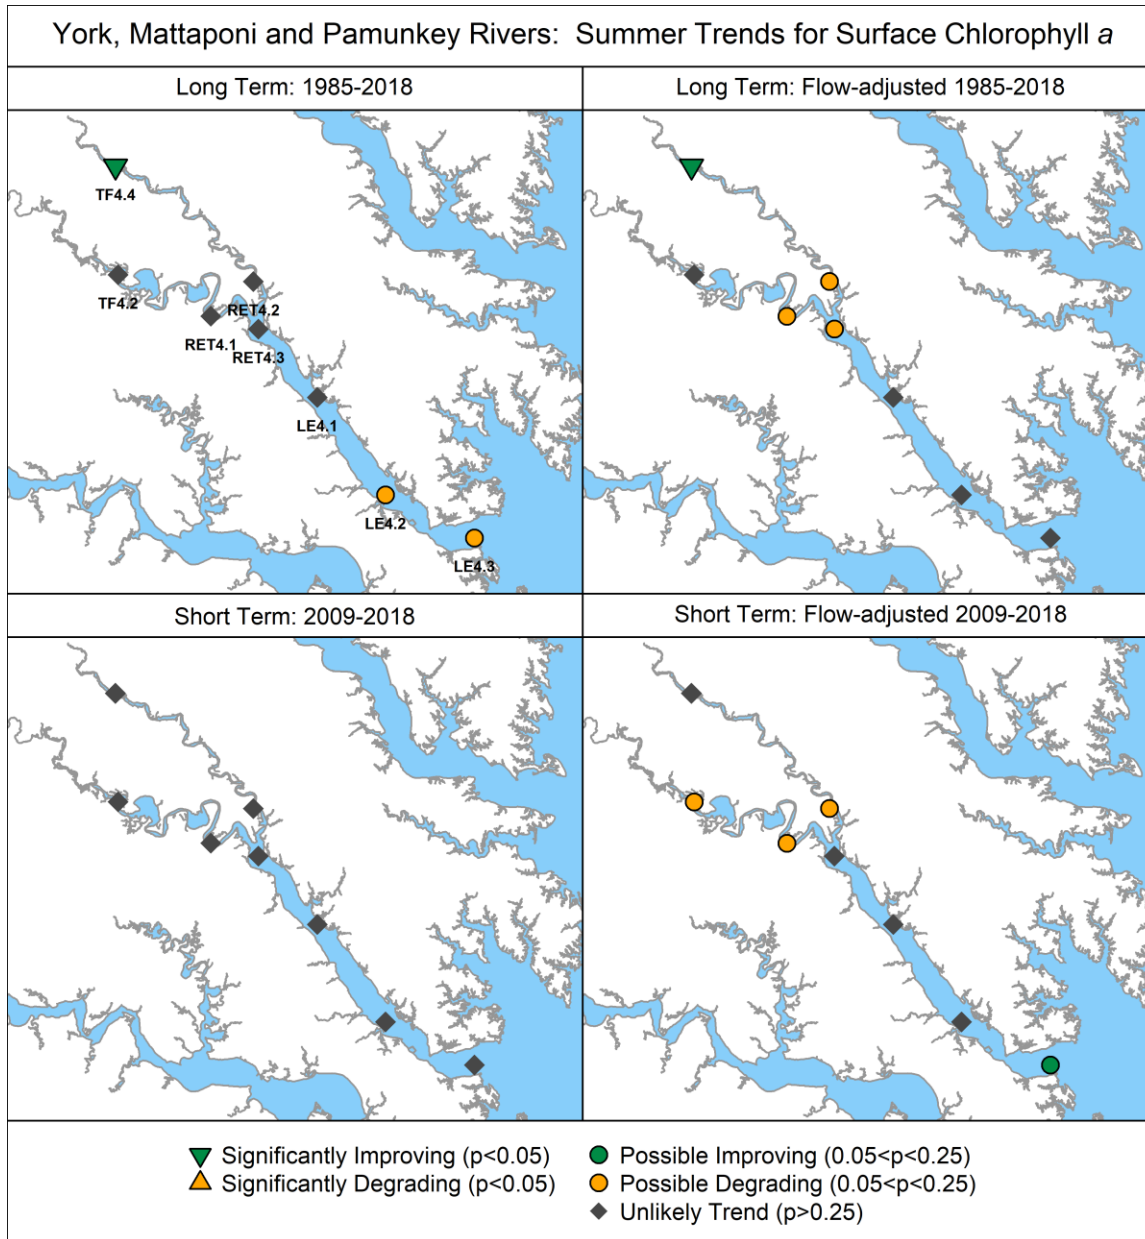 York, Mattaponi and Pamunkey Rivers: Summer Trends for Surface Chlorophyll a
Long Term: 1985-2018
Long Term: Flow-adjusted 1985-2018
TF4.4
TF4.2
RET4.2
RET4.1
RET4.3
LE4.1
LE4.2
LE4.3
Short Term: 2009-2018
Short Term: Flow-adjusted 2009-2018
Significantly Improving (p<0.05)
Significantly Degrading (p<0.05)
Possible Improving (0.05<p<0.25)
Possible Degrading (0.05<p<0.25)
Unlikely Trend (p>0.25)